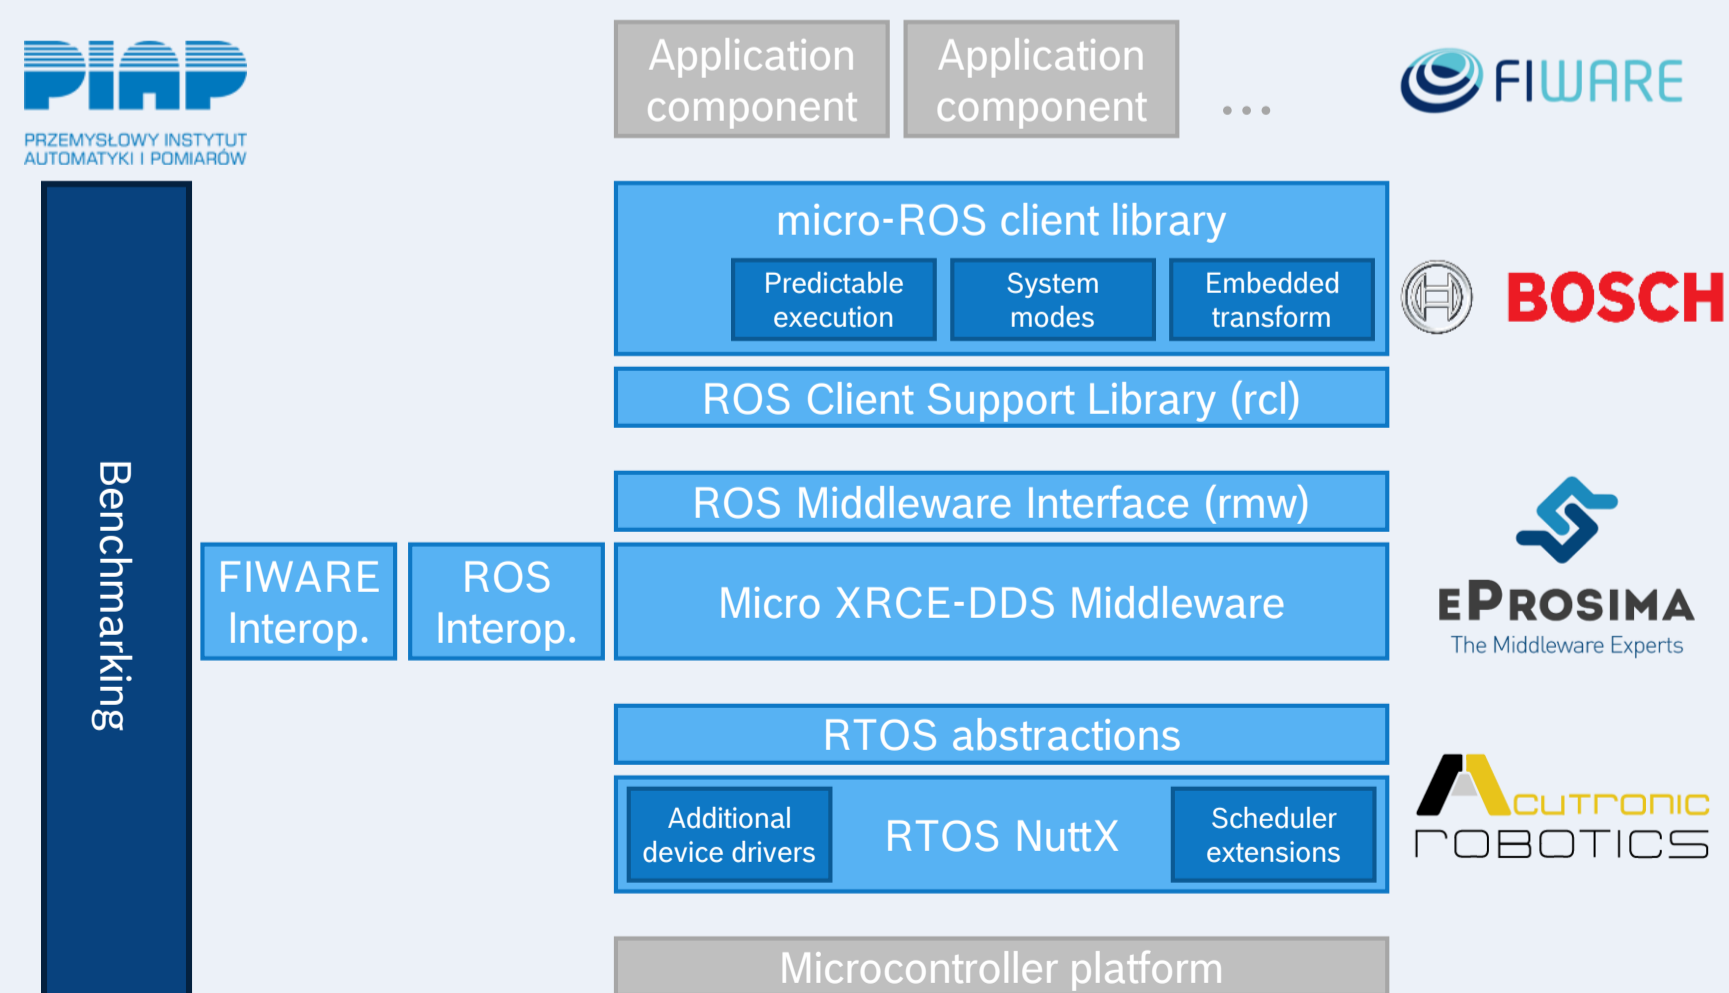 PIAP
PRZEMYSŁOWY INSTYTUT
AUTOMATYKI I POMIARÓW
Application
component
Application
component
...
FIWARE
Benchmarking
micro-ROS client library
Predictable
execution
System
modes
Embedded
transform
BOSCH
ROS Client Support Library (rcl)
ROS Middleware Interface (rmw)
FIWARE
Interop.
ROS
Interop.
Micro XRCE-DDS Middleware
EPROSIMA
The Middleware Experts
RTOS abstractions
Additional
device drivers
RTOS NuttX
Scheduler
extensions
ACUTRONIC
ROBOTICS
Microcontroller platform